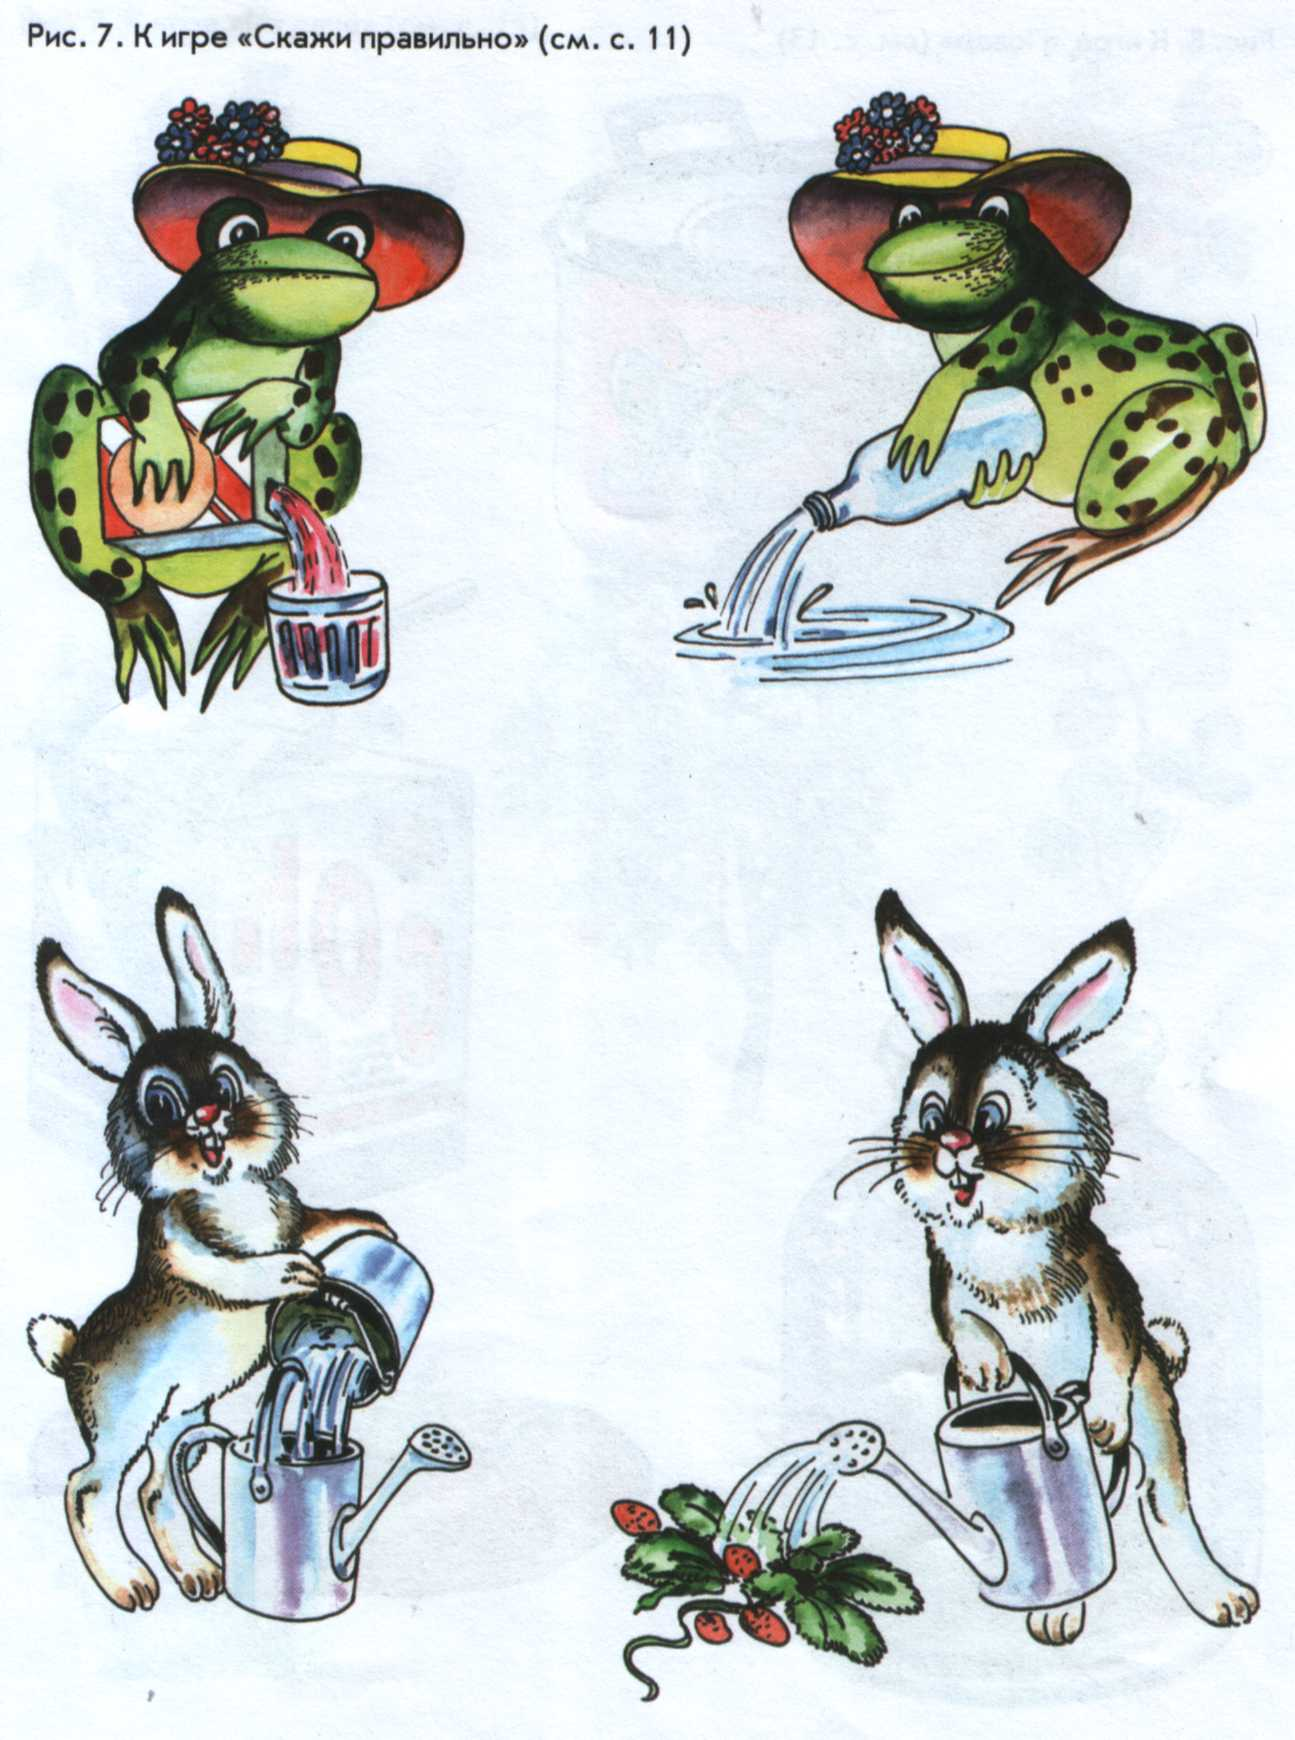 Рис. 7. К игре «Скажи правильно» (см. с. 11)